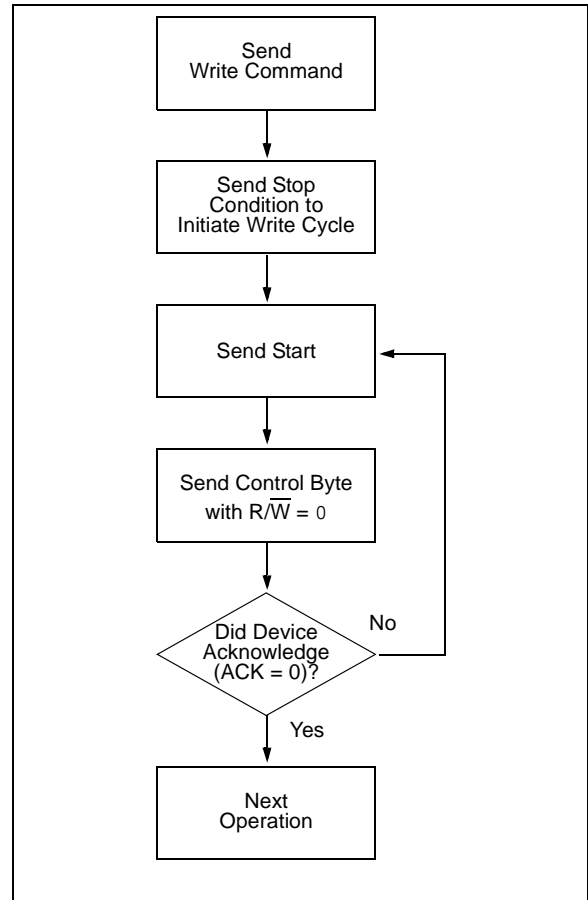 Send
Write Command
Send Stop
Condition to
Initiate Write Cycle
Send Start
Send Control Byte
with R/W̅ = 0
Did Device
Acknowledge
(ACK = 0)?
No
Yes
Next
Operation